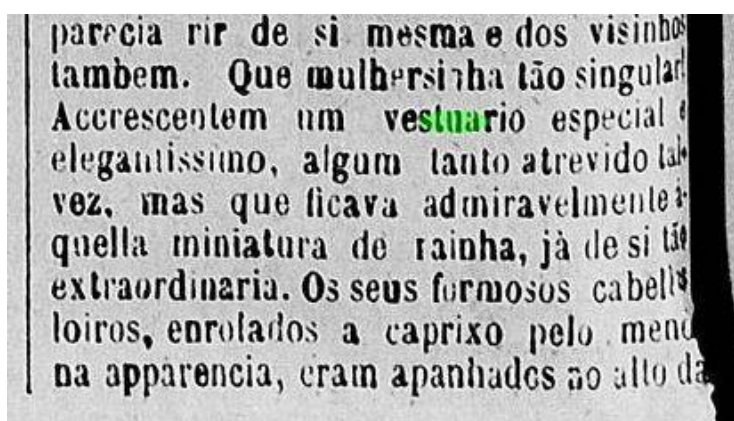 parecia rir de si mesma e dos visinhos
tambem. Que mulhersinha tão singular!
Accrescentem um vestuario especial e
elegantissimo, algum tanto atrevido tal-
vez, mas que ficava admiravelmente á-
quella miniatura de rainha, já de si tão
extraordinaria. Os seus formosos cabellos
loiros, enrolados a caprixo pelo meno
na apparencia, eram apanhados ao alto da